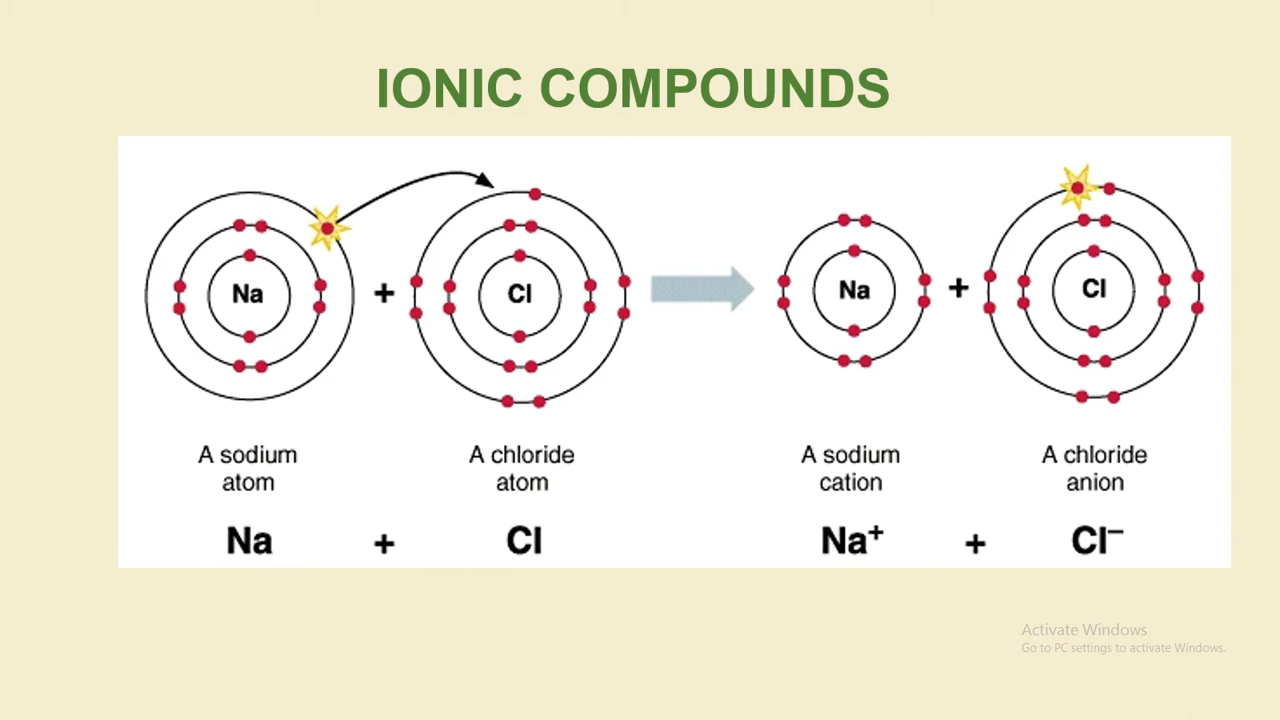 IONIC COMPOUNDS
Na + Cl Na + Cl
A sodium atom A chloride atom A sodium cation A chloride anion
Na + Cl Na⁺ + Cl⁻
Activate Windows
Go to PC settings to activate Windows.